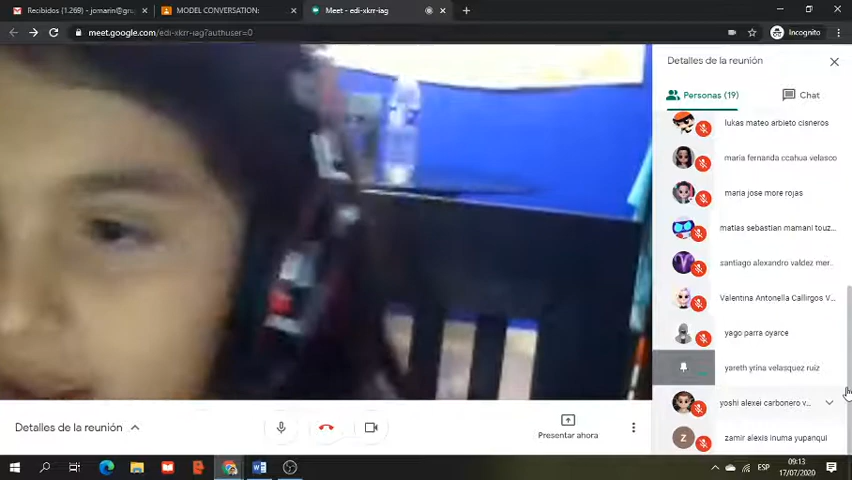 Recibidos (1.269) - jomarin@gru
MODEL CONVERSATION:
Meet - edi-xkrr-iag
meet.google.com/edi-xkrr-iag?authuser=0
Incognito
Detalles de la reunión
Personas (19)
Chat
lukas mateo arbieto cisneros
maria fernanda ccahua velasco
maria jose more rojas
matias sebastian mamani touz...
santiago alexandro valdez mer...
Valentina Antonella Callirgos V...
yago parra oyarce
yareth yrina velasquez ruiz
yoshi alexei carbonero v...
Z zamir alexis inuma yupanqui
Detalles de la reunión
Presentar ahora
ESP
09:13
17/07/2020